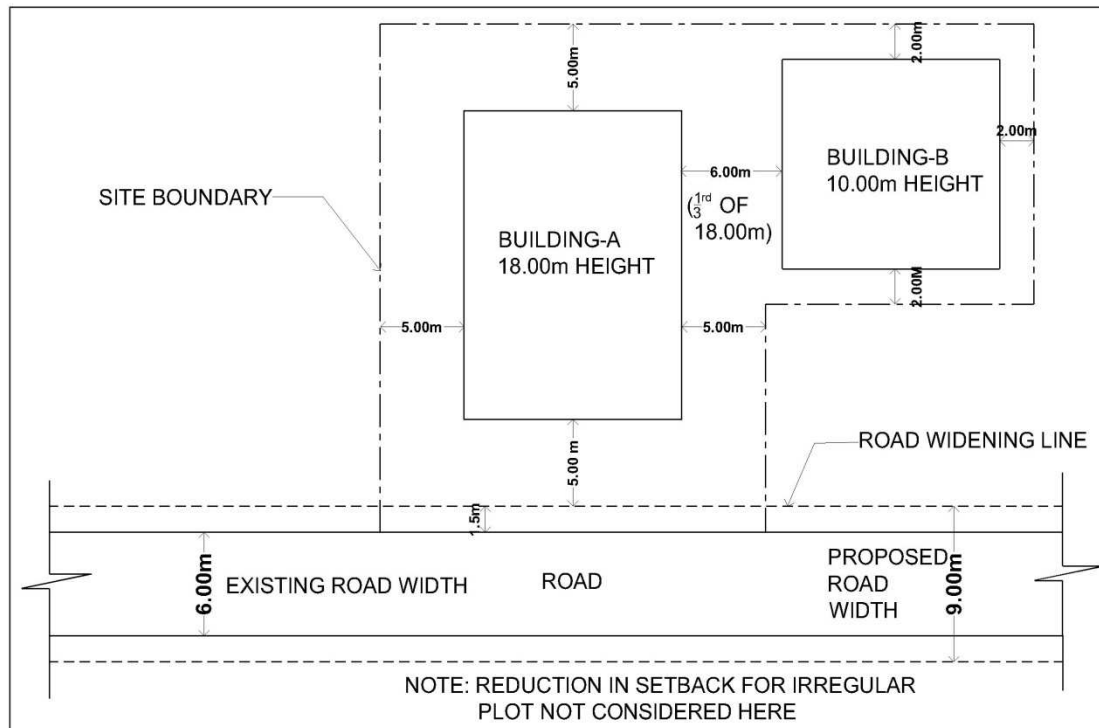 5.00m
2.00m
BUILDING-B
10.00m HEIGHT
2.00m
6.00m
(1/3 rd OF
18.00m)
SITE BOUNDARY
BUILDING-A
18.00m HEIGHT
2.00M
5.00m
5.00m
5.00 m
ROAD WIDENING LINE
1.5m
6.00m
EXISTING ROAD WIDTH
ROAD
PROPOSED
ROAD
WIDTH
9.00m
NOTE: REDUCTION IN SETBACK FOR IRREGULAR
PLOT NOT CONSIDERED HERE